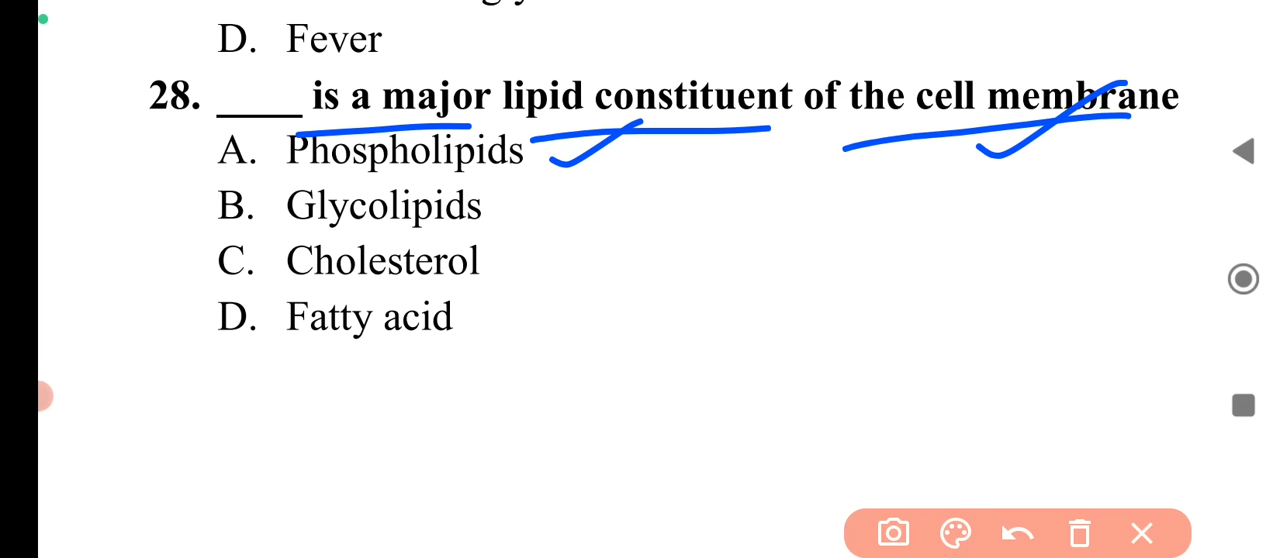 D. Fever
28. ____ is a major lipid constituent of the cell membrane
A. Phospholipids
B. Glycolipids
C. Cholesterol
D. Fatty acid